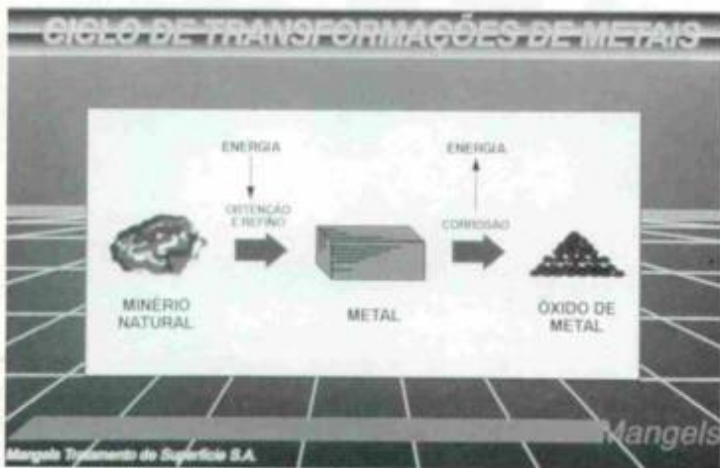 CICLO DE TRANSFORMAÇÕES DE METAIS
ENERGIA
ENERGIA
OBTENÇÃO
E REFINO
CORROSÃO
MINÉRIO
NATURAL
METAL
ÓXIDO DE
METAL
Mangels
Mangels Tratamento de Superfície S.A.